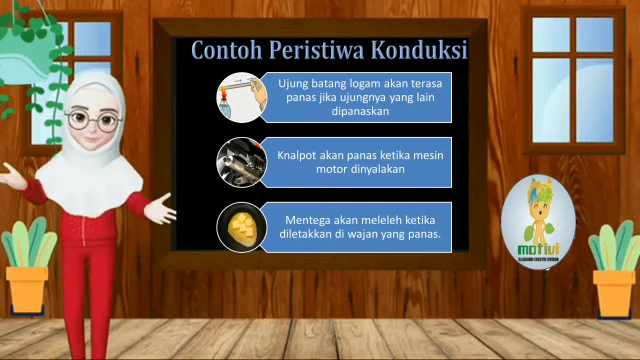 Contoh Peristiwa Konduksi
Ujung batang logam akan terasa
panas jika ujungnya yang lain
dipanaskan
Knalpot akan panas ketika mesin
motor dinyalakan
Mentega akan meleleh ketika
diletakkan di wajan yang panas.
motivi